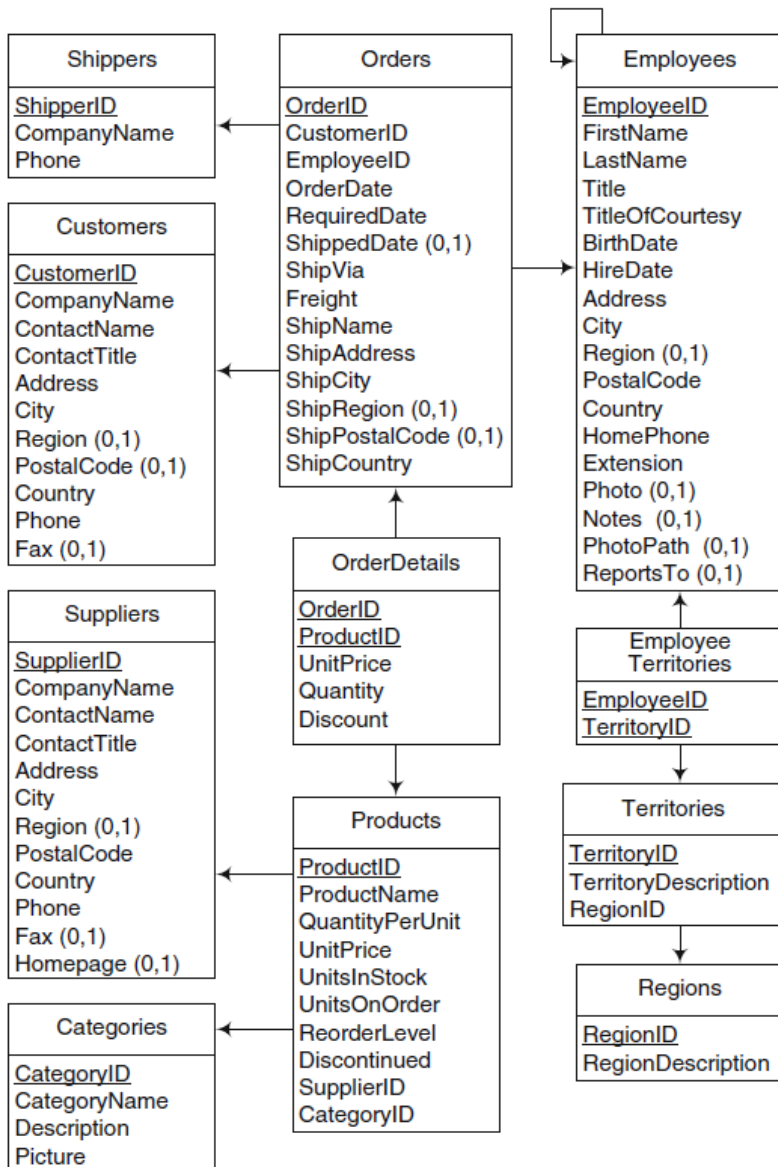 Shippers
ShipperID
CompanyName
Phone
Customers
CustomerID
CompanyName
ContactName
ContactTitle
Address
City
Region (0,1)
PostalCode (0,1)
Country
Phone
Fax (0,1)
Suppliers
SupplierID
CompanyName
ContactName
ContactTitle
Address
City
Region (0,1)
PostalCode
Country
Phone
Fax (0,1)
Homepage (0,1)
Categories
CategoryID
CategoryName
Description
Picture
Orders
OrderID
CustomerID
EmployeeID
OrderDate
RequiredDate
ShippedDate (0,1)
ShipVia
Freight
ShipName
ShipAddress
ShipCity
ShipRegion (0,1)
ShipPostalCode (0,1)
ShipCountry
OrderDetails
OrderID
ProductID
UnitPrice
Quantity
Discount
Products
ProductID
ProductName
QuantityPerUnit
UnitPrice
UnitsInStock
UnitsOnOrder
ReorderLevel
Discontinued
SupplierID
CategoryID
Employees
EmployeeID
FirstName
LastName
Title
TitleOfCourtesy
BirthDate
HireDate
Address
City
Region (0,1)
PostalCode
Country
HomePhone
Extension
Photo (0,1)
Notes (0,1)
PhotoPath (0,1)
ReportsTo (0,1)
Employee
Territories
EmployeeID
TerritoryID
Territories
TerritoryID
TerritoryDescription
RegionID
Regions
RegionID
RegionDescription